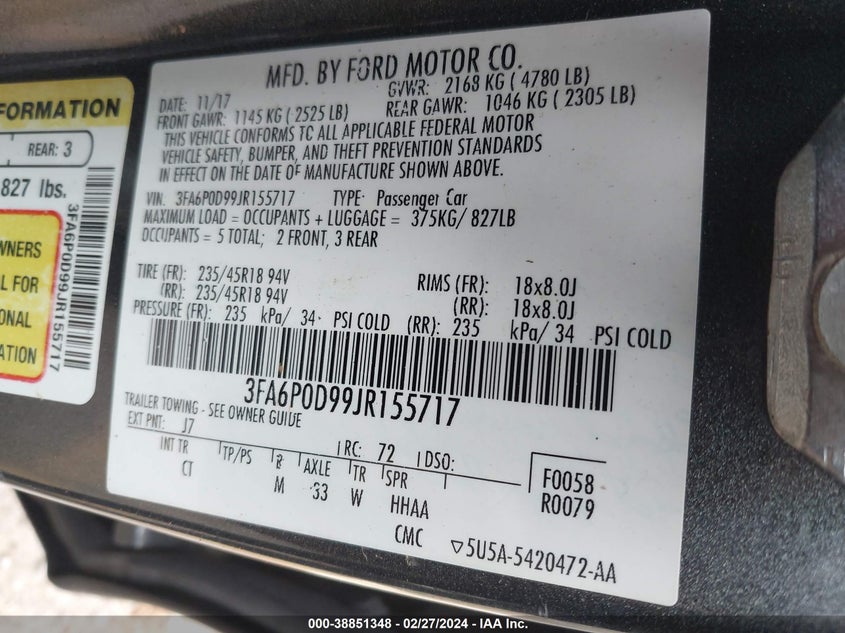 MFD. BY FORD MOTOR CO.
DATE: 11/17 GVWR: 2168 KG ( 4780 LB)
FRONT GAWR: 1145 KG ( 2525 LB) REAR GAWR: 1046 KG ( 2305 LB)
THIS VEHICLE CONFORMS TO ALL APPLICABLE FEDERAL MOTOR
VEHICLE SAFETY, BUMPER, AND THEFT PREVENTION STANDARDS
IN EFFECT ON THE DATE OF MANUFACTURE SHOWN ABOVE.
VIN: 3FA6P0D99JR155717 TYPE: Passenger Car
MAXIMUM LOAD = OCCUPANTS + LUGGAGE = 375KG/ 827LB
OCCUPANTS = 5 TOTAL; 2 FRONT, 3 REAR
TIRE (FR): 235/45R18 94V RIMS (FR): 18x8.0J
(RR): 235/45R18 94V (RR): 18x8.0J
PRESSURE (FR): 235 kPa/ 34 PSI COLD (RR): 235 kPa/ 34 PSI COLD
3FA6P0D99JR155717
TRAILER TOWING - SEE OWNER GUIDE
EXT PNT: J7 RC: 72 DSO:
INT TR TP/PS R AXLE TR SPR F0058
CT M 33 W HHAA R0079
CMC ▽5U5A-5420472-AA
FORMATION
REAR: 3
827 lbs.
3FA6P0D99JR155717
OWNERS
AL FOR
ONAL
ATION
000-38851348 - 02/27/2024 - IAA Inc.